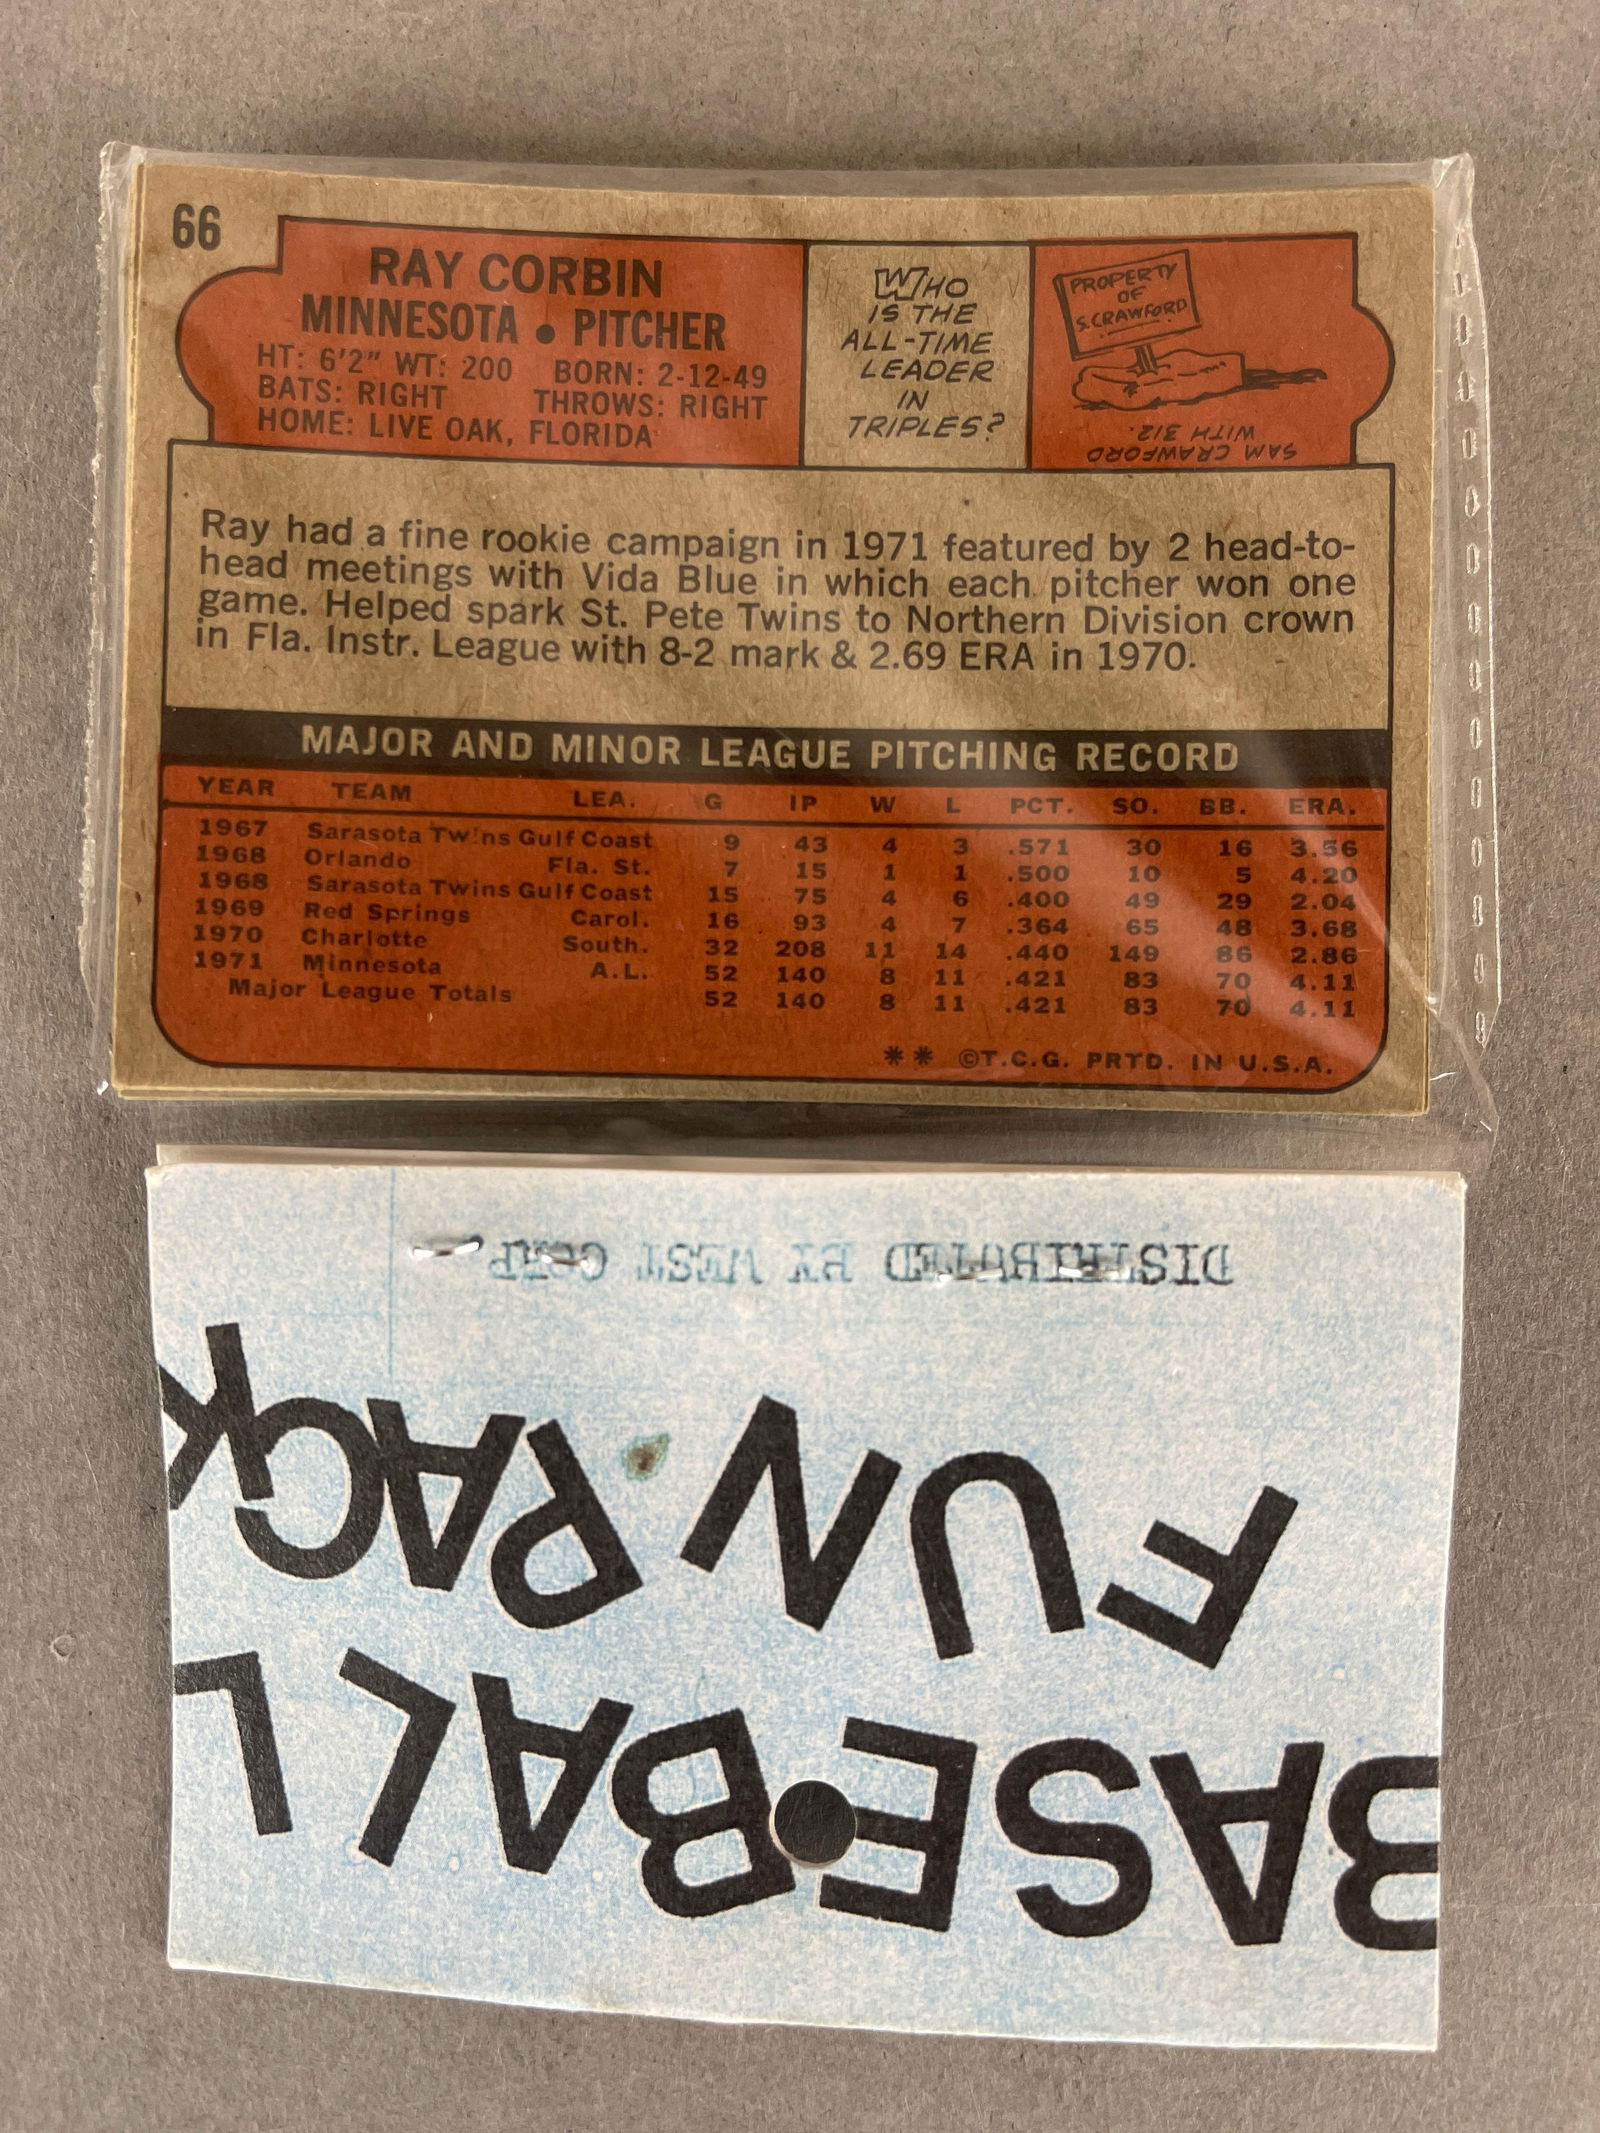 66
RAY CORBIN
MINNESOTA • PITCHER
HT: 6'2" WT: 200 BORN: 2-12-49
BATS: RIGHT THROWS: RIGHT
HOME: LIVE OAK, FLORIDA
WHO
IS THE
ALL-TIME
LEADER
IN
TRIPLES?
PROPERTY
OF
S. CRAWFORD
SAM CRAWFORD
WITH 312.
Ray had a fine rookie campaign in 1971 featured by 2 head-to-
head meetings with Vida Blue in which each pitcher won one
game. Helped spark St. Pete Twins to Northern Division crown
in Fla. Instr. League with 8-2 mark & 2.69 ERA in 1970.
MAJOR AND MINOR LEAGUE PITCHING RECORD
YEAR TEAM LEA. G IP W L PCT. SO. BB. ERA.
1967 Sarasota Twins Gulf Coast 9 43 4 3 .571 30 16 3.56
1968 Orlando Fla. St. 7 15 1 1 .500 10 5 4.20
1968 Sarasota Twins Gulf Coast 15 75 4 6 .400 49 29 2.04
1969 Red Springs Carol. 16 93 4 7 .364 65 48 3.68
1970 Charlotte South. 32 208 11 14 .440 149 86 2.86
1971 Minnesota A.L. 52 140 8 11 .421 83 70 4.11
Major League Totals 52 140 8 11 .421 83 70 4.11
** ©T.C.G. PRTD. IN U.S.A.
BASEBALL
FUN PACK
DISTRIBUTED BY WEST CORP